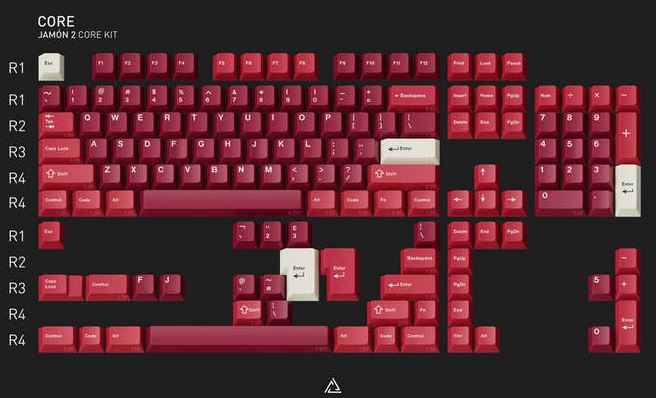 CORE
JAMÓN 2 CORE KIT
R1 Esc F1 F2 F3 F4 F5 F6 F7 F8 F9 F10 F11 F12 Print Lock Pause
R1 ~ ! 1 @ 2 # 3 $ 4 % 5 ^ 6 & 7 * 8 ( 9 ) 0 _ - + = ← Backspace Insert Home PgUp Num ÷ × −
R2 Tab Q W E R T Y U I O P { [ } ] | \ Delete End PgDn 7 8 9 +
R3 Caps Lock A S D F G H J K L : ; " ' Enter 4 5 6
R4 Shift Z X C V B N M < , > . ? / Shift ↑ 1 2 3 Enter
R4 Control Code Alt Alt Code Fn Control ← ↓ → 0 .
R1 Esc ¬ " 2 £ 3 | \ Delete End PgDn
R2 Enter Enter Backspace PgUp −
R3 Caps Lock Control F J @ ' ~ # Enter PgDn 5 +
R4 Shift | \ Shift Fn End Enter
R4 Control Code Alt Alt Code Control Ctrl Alt 0